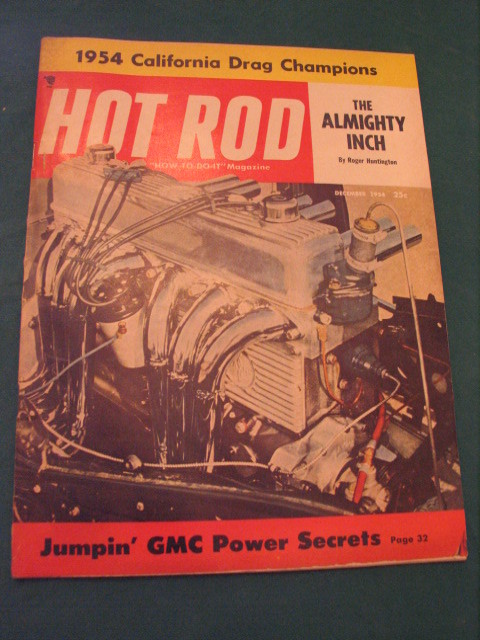 1954 California Drag Champions
HOT ROD
"HOW-TO-DO-IT" Magazine
THE
ALMIGHTY
INCH
By Roger Huntington
DECEMBER 1954 25c
Jumpin' GMC Power Secrets Page 32